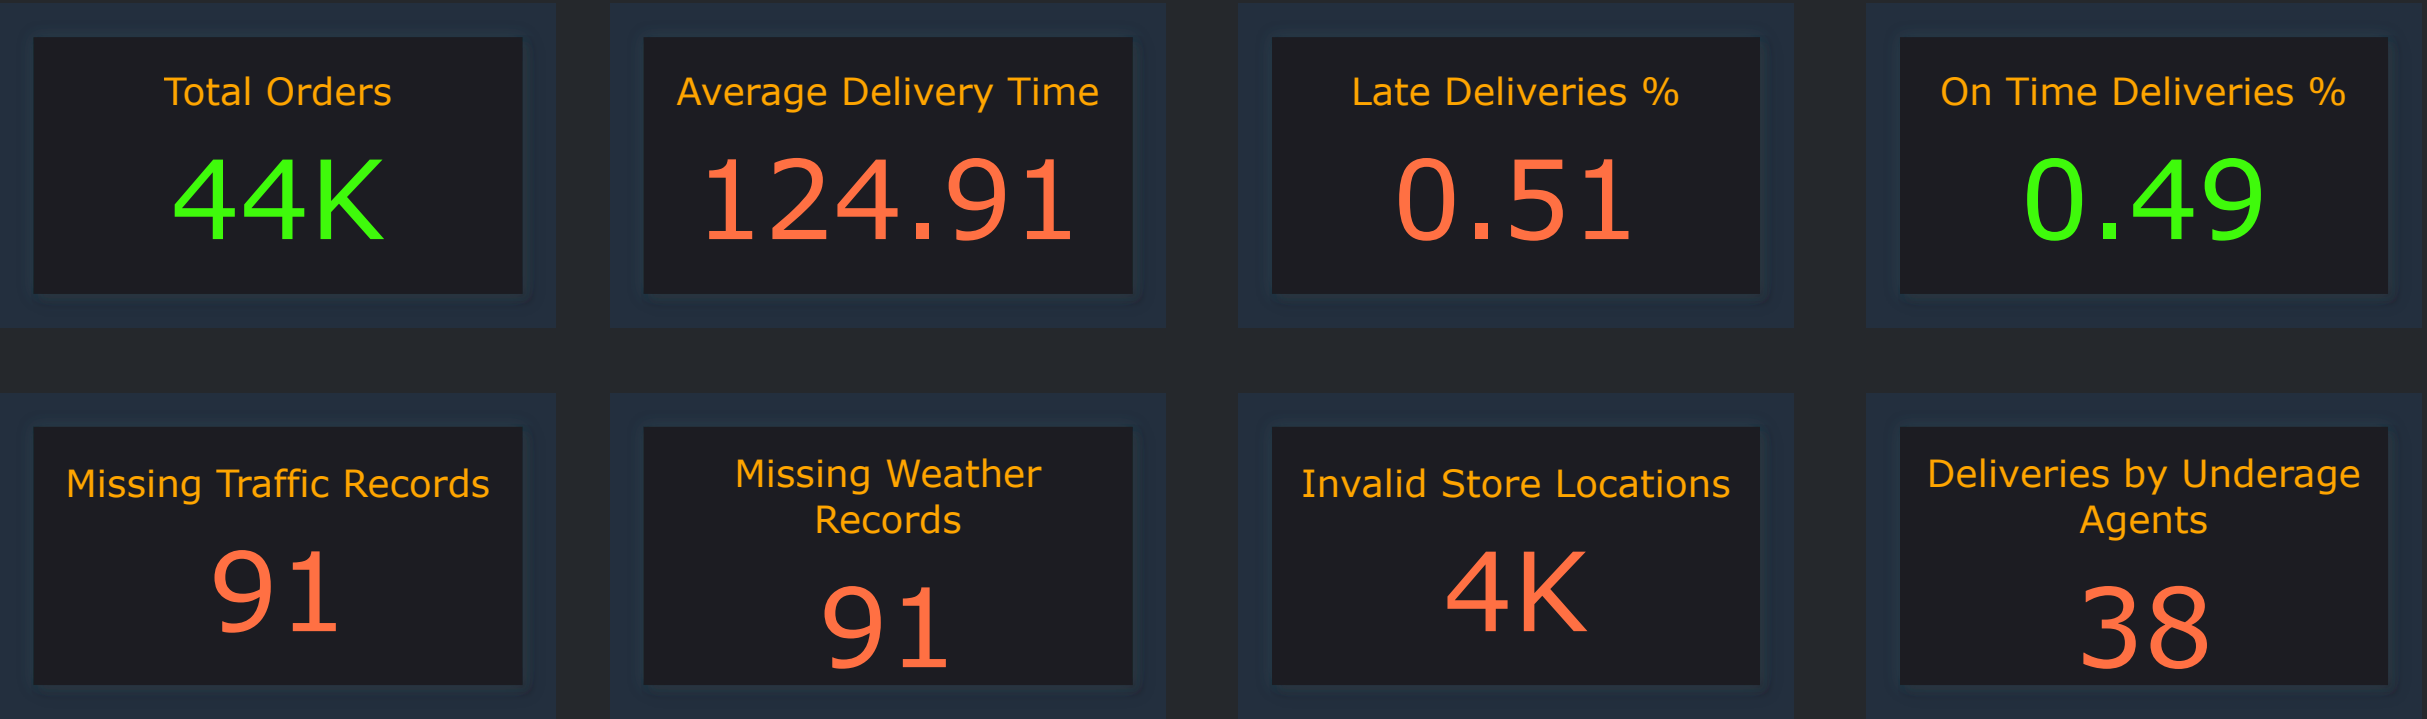 Total Orders
44K
Average Delivery Time
124.91
Late Deliveries %
0.51
On Time Deliveries %
0.49
Missing Traffic Records
91
Missing Weather
Records
91
Invalid Store Locations
4K
Deliveries by Underage
Agents
38